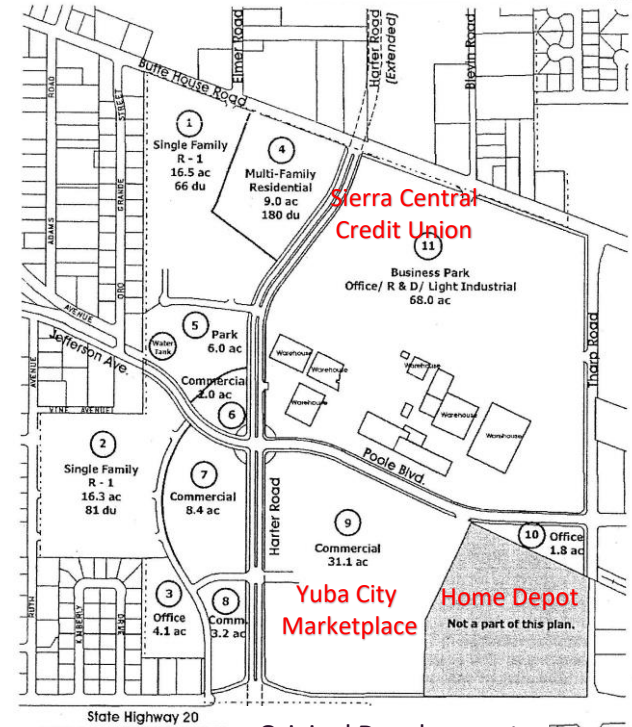 Butte House Road
Elmer Road
Harter Road
(Extended)
Blevin Road
ROAD
ADAMS
STREET
GRANDE
ORO
1
Single Family
R - 1
16.5 ac
66 du
4
Multi-Family
Residential
9.0 ac
180 du
Sierra Central
Credit Union
11
Business Park
Office/ R & D/ Light Industrial
68.0 ac
Tharp Road
AVENUE
Jefferson Ave.
5
Park
6.0 ac
Water
Tank
Commercial
6
Warehouse
Warehouse
Warehouse
Warehouse
Warehouse
Warehouse
Poole Blvd.
AVENUE
VINE AVENUE
2
Single Family
R - 1
16.3 ac
81 du
7
Commercial
8.4 ac
Harter Road
9
Commercial
31.1 ac
10
Office
1.8 ac
3
Office
4.1 ac
8
Comm.
3.2 ac
Yuba City
Marketplace
Home Depot
Not a part of this plan.
RUTH
KIMBERLY
DRIVE
State Highway 20